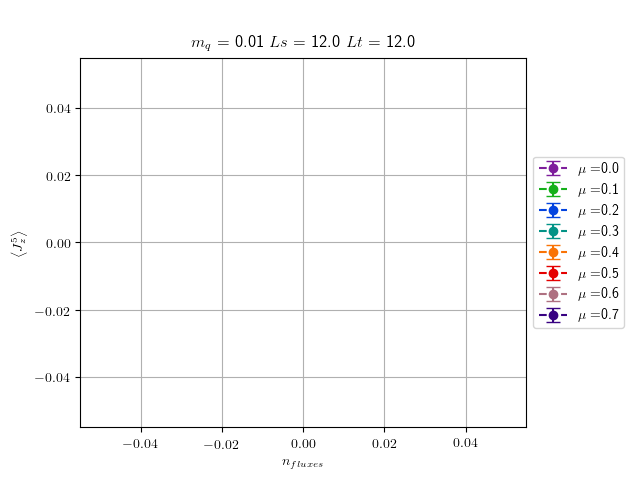 m_q = 0.01 Ls = 12.0 Lt = 12.0
⟨J_z^5⟩
0.04
0.02
0.00
−0.02
−0.04
−0.04
−0.02
0.00
0.02
0.04
n_fluxes
μ =0.0
μ =0.1
μ =0.2
μ =0.3
μ =0.4
μ =0.5
μ =0.6
μ =0.7